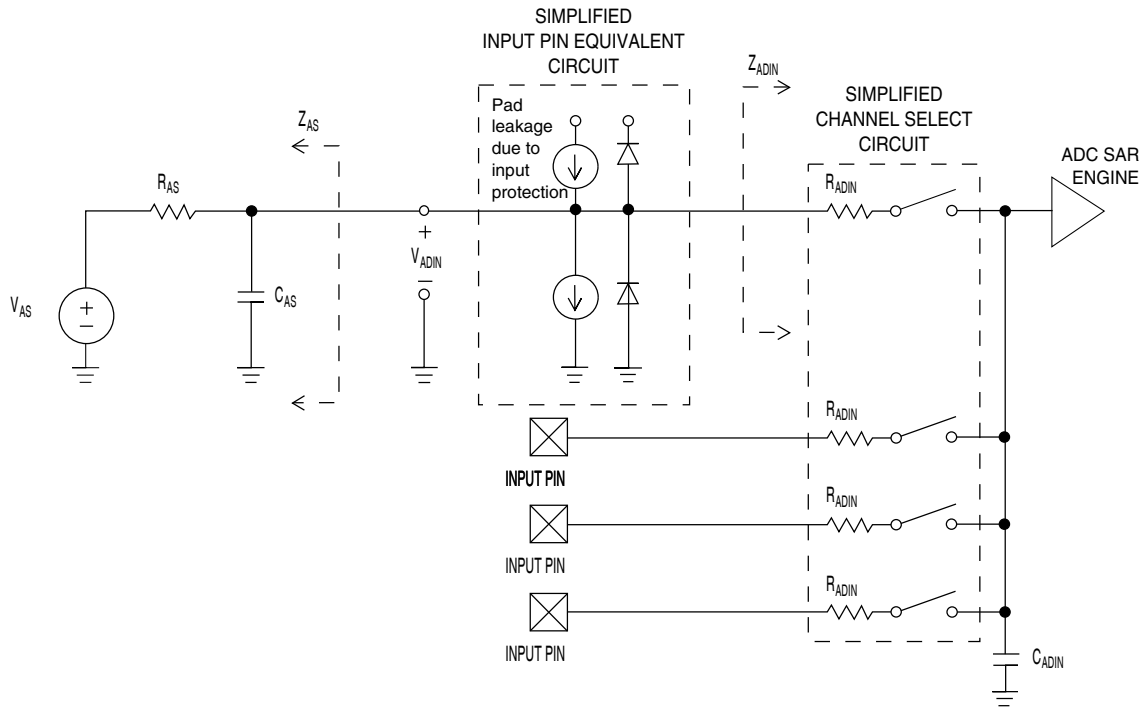 SIMPLIFIED
INPUT PIN EQUIVALENT
CIRCUIT
Pad
leakage
due to
input
protection
Z_ADIN
SIMPLIFIED
CHANNEL SELECT
CIRCUIT
ADC SAR
ENGINE
Z_AS
R_AS
R_ADIN
V_AS
+
–
C_AS
+
V_ADIN
–
R_ADIN
INPUT PIN
R_ADIN
INPUT PIN
R_ADIN
INPUT PIN
C_ADIN